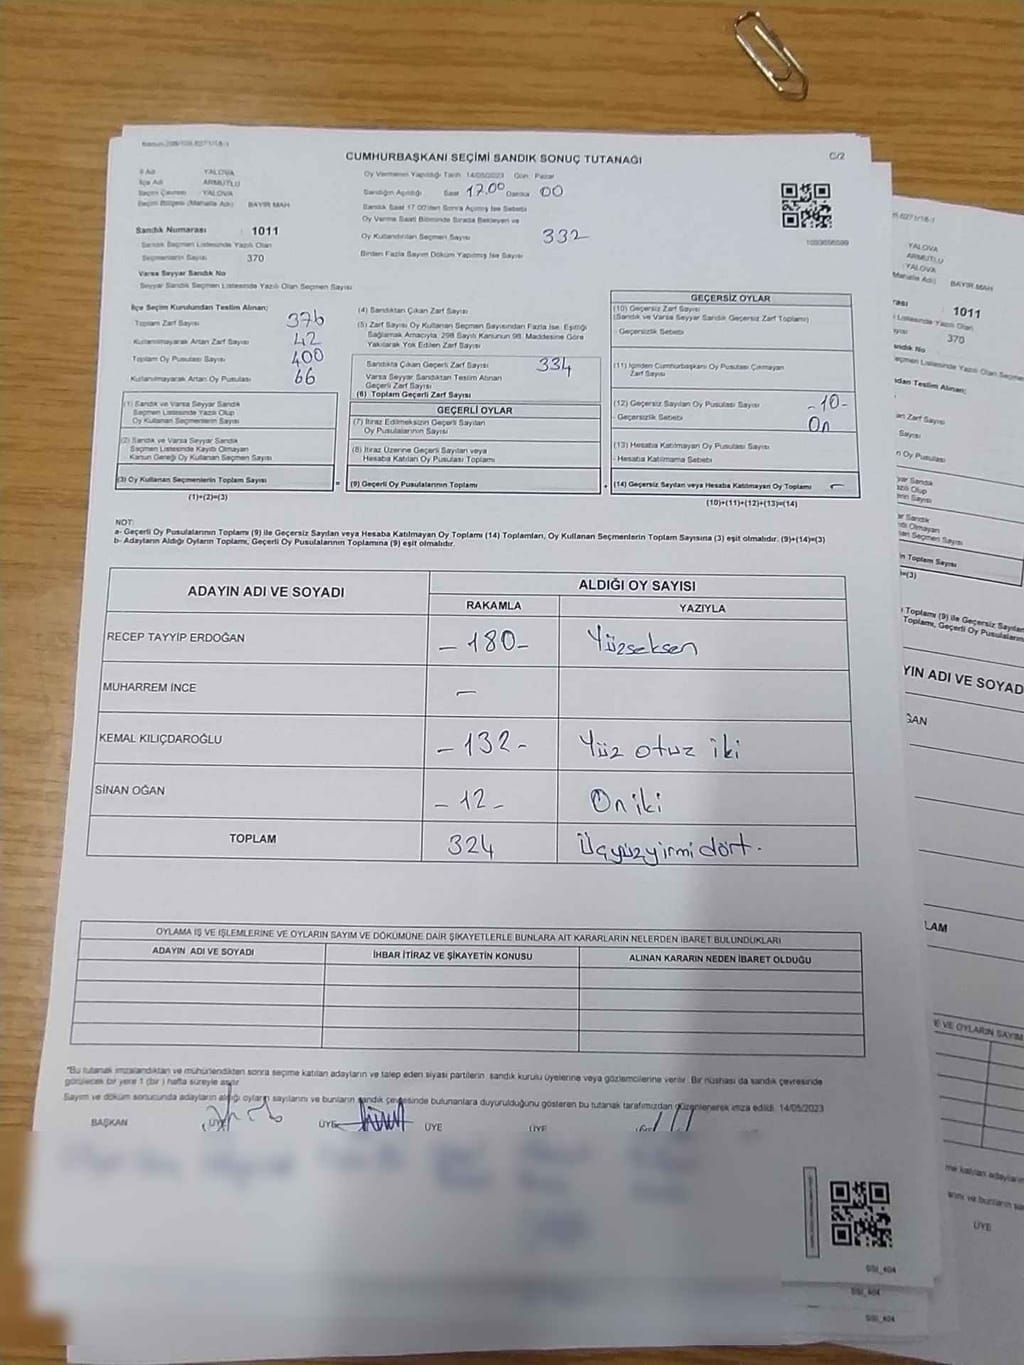 CUMHURBAŞKANI SEÇİMİ SANDIK SONUÇ TUTANAĞI
C/2
İl Adı YALOVA
İlçe Adı ARMUTLU
Seçim Çevresi : YALOVA
Seçim Bölgesi (Mahalle Adı) BAYIR MAH
Sandık Numarası : 1011
Sandık Seçmen Listesinde Yazılı Olan
Seçmenlerin Sayısı 370
Varsa Seyyar Sandık No
Seyyar Sandık Seçmen Listesinde Yazılı Olan Seçmen Sayısı
Oy Vermenin Yapıldığı Tarih 14/05/2023 Gün: Pazar
Sandığın Açıldığı Saat 17.00 Dakika 00
Sandık Saat 17.00'den Sonra Açılmış İse Sebebi
Oy Verme Saati Bitiminde Sırada Bekleyen ve
Oy Kullandırılan Seçmen Sayısı 332
Birden Fazla Sayım Döküm Yapılmış İse Sayısı
İlçe Seçim Kurulundan Teslim Alınan;
Toplam Zarf Sayısı 376
Kullanılmayarak Artan Zarf Sayısı 42
Toplam Oy Pusulası Sayısı 400
Kullanılmayarak Artan Oy Pusulası 66
(1) Sandık ve Varsa Seyyar Sandık
Seçmen Listesinde Yazılı Olup
Oy Kullanan Seçmenlerin Sayısı
(2) Sandık ve Varsa Seyyar Sandık
Seçmen Listesinde Kayıtlı Olmayan
Kanun Gereği Oy Kullanan Seçmen Sayısı
(3) Oy Kullanan Seçmenlerin Toplam Sayısı
(1)+(2)=(3)
(4) Sandıktan Çıkan Zarf Sayısı
(5) Zarf Sayısı Oy Kullanan Seçmen Sayısından Fazla İse, Eşitliği
Sağlamak Amacıyla, 298 Sayılı Kanunun 98. Maddesine Göre
Yakılarak Yok Edilen Zarf Sayısı
Sandıkta Çıkan Geçerli Zarf Sayısı 334
Varsa Seyyar Sandıktan Teslim Alınan
Geçerli Zarf Sayısı
(6) Toplam Geçerli Zarf Sayısı
GEÇERLİ OYLAR
(7) İtiraz Edilmeksizin Geçerli Sayılan
Oy Pusulalarının Sayısı
(8) İtiraz Üzerine Geçerli Sayılan veya
Hesaba Katılan Oy Pusulası Toplamı
(9) Geçerli Oy Pusulalarının Toplamı
GEÇERSİZ OYLAR
(10) Geçersiz Zarf Sayısı
(Sandık ve Varsa Seyyar Sandık Geçersiz Zarf Toplamı)
- Geçersizlik Sebebi
(11) İçinden Cumhurbaşkanı Oy Pusulası Çıkmayan
Zarf Sayısı
(12) Geçersiz Sayılan Oy Pusulası Sayısı -10-
- Geçersizlik Sebebi On
(13) Hesaba Katılmayan Oy Pusulası Sayısı
- Hesaba Katılmama Sebebi
(14) Geçersiz Sayılan veya Hesaba Katılmayan Oy Toplamı -
(10)+(11)+(12)+(13)=(14)
NOT:
a- Geçerli Oy Pusulalarının Toplamı (9) ile Geçersiz Sayılan veya Hesaba Katılmayan Oy Toplamı (14) Toplamları, Oy Kullanan Seçmenlerin Toplam Sayısına (3) eşit olmalıdır. (9)+(14)=(3)
b- Adayların Aldığı Oyların Toplamı, Geçerli Oy Pusulalarının Toplamına (9) eşit olmalıdır.
ADAYIN ADI VE SOYADI ALDIĞI OY SAYISI
RAKAMLA YAZIYLA
RECEP TAYYİP ERDOĞAN -180- Yüzseksen
MUHARREM İNCE -
KEMAL KILIÇDAROĞLU -132- Yüz otuz iki
SİNAN OĞAN -12- On iki
TOPLAM 324 Üçyüzyirmi dört.
OYLAMA İŞ VE İŞLEMLERİNE VE OYLARIN SAYIM VE DÖKÜMÜNE DAİR ŞİKAYETLERLE BUNLARA AİT KARARLARIN NELERDEN İBARET BULUNDUKLARI
ADAYIN ADI VE SOYADI İHBAR İTİRAZ VE ŞİKAYETİN KONUSU ALINAN KARARIN NEDEN İBARET OLDUĞU
*Bu tutanak imzalandıktan ve mühürlendikten sonra seçime katılan adayların ve talep eden siyasi partilerin sandık kurulu üyelerine veya gözlemcilerine verilir. Bir nüshası da sandık çevresinde
görülecek bir yere 1 (bir) hafta süreyle asılır
Sayım ve döküm sonucunda adayların aldığı oyların sayılarını ve bunların sandık çevresinde bulunanlara duyurulduğunu gösteren bu tutanak tarafımızdan düzenlenerek imza edildi. 14/05/2023
BAŞKAN ÜYE ÜYE ÜYE ÜYE
SSI_404
SSI_404
SSI_404
YALOVA
ARMUTLU
: YALOVA
BAYIR MAH
: 1011
370